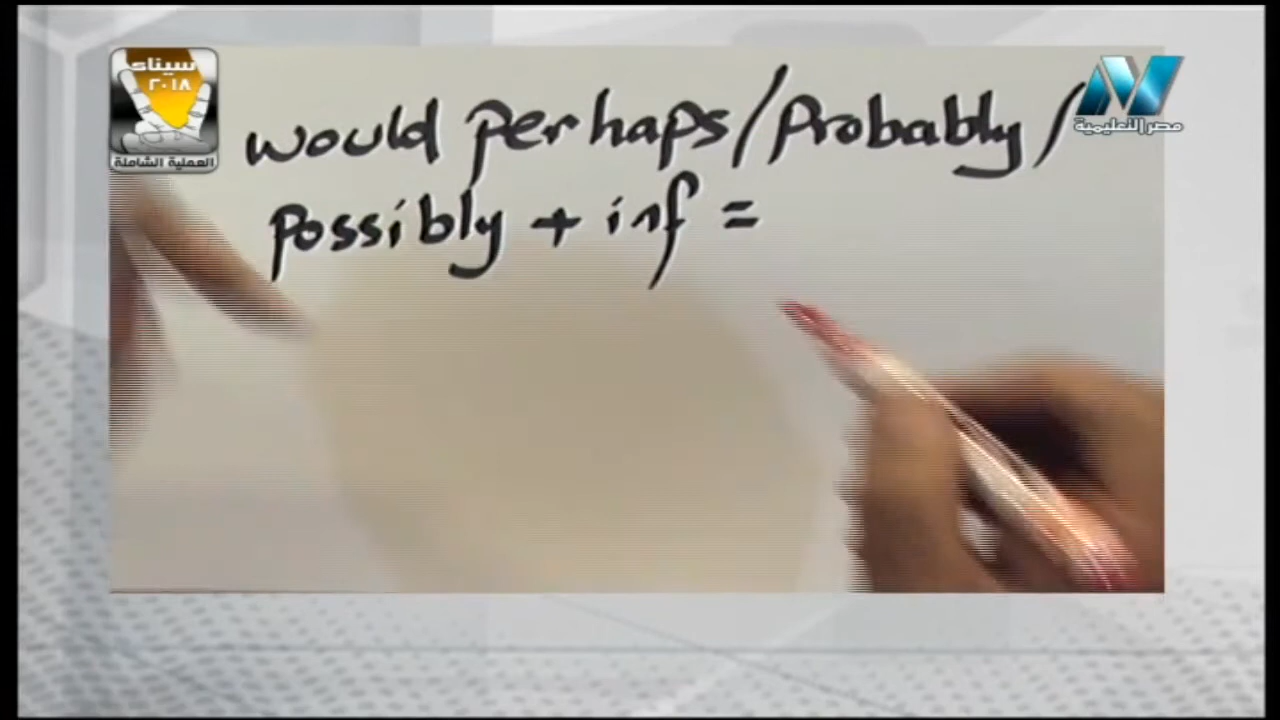 سيناء
٢٠١٨
العملية الشاملة
مصر التعليمية
would perhaps/Probably/
Possibly + inf =